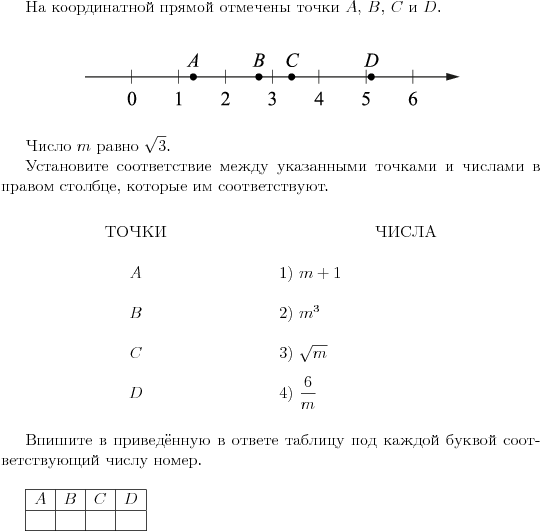 На координатной прямой отмечены точки A, B, C и D.
A B C D
0 1 2 3 4 5 6
Число m равно √3.
Установите соответствие между указанными точками и числами в
правом столбце, которые им соответствуют.
ТОЧКИ ЧИСЛА
A 1) m + 1
B 2) m³
C 3) √m
D 4) 6/m
Впишите в приведённую в ответе таблицу под каждой буквой соот-
ветствующий числу номер.
A B C D